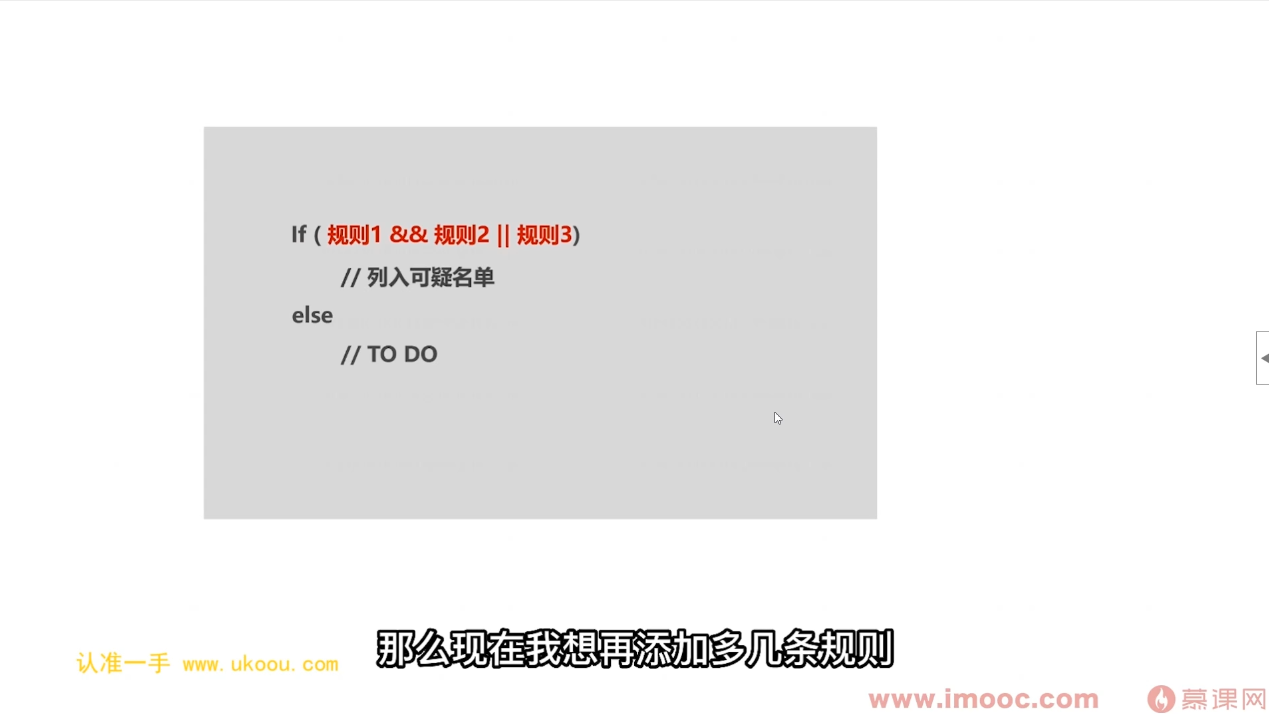 If ( 规则1 && 规则2 || 规则3)
// 列入可疑名单
else
// TO DO
那么现在我想再添加多几条规则
认准一手 www.ukoou.com
www.imooc.com 慕课网